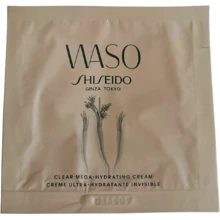 WASO
SHISEIDO
GINZA TOKYO
CLEAR MEGA-HYDRATING CREAM
CRÈME ULTRA-HYDRATANTE INVISIBLE